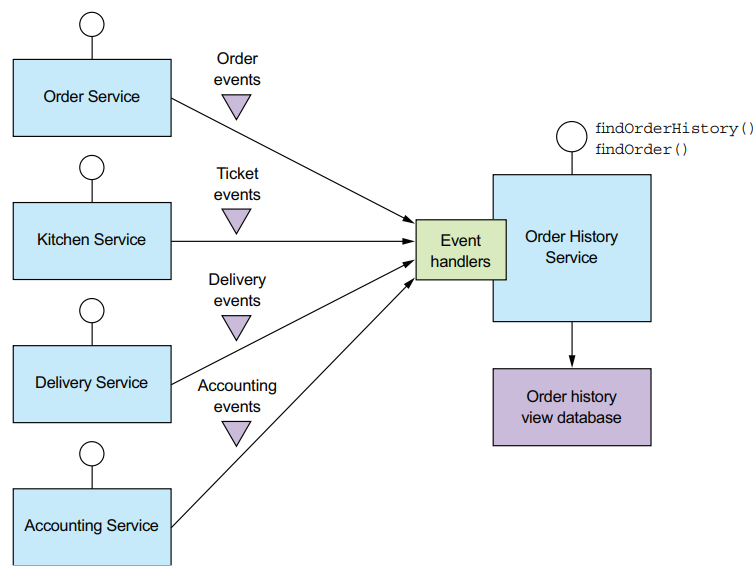 Order Service
Order
events
Kitchen Service
Ticket
events
Delivery Service
Delivery
events
Accounting Service
Accounting
events
Event
handlers
findOrderHistory()
findOrder()
Order History
Service
Order history
view database